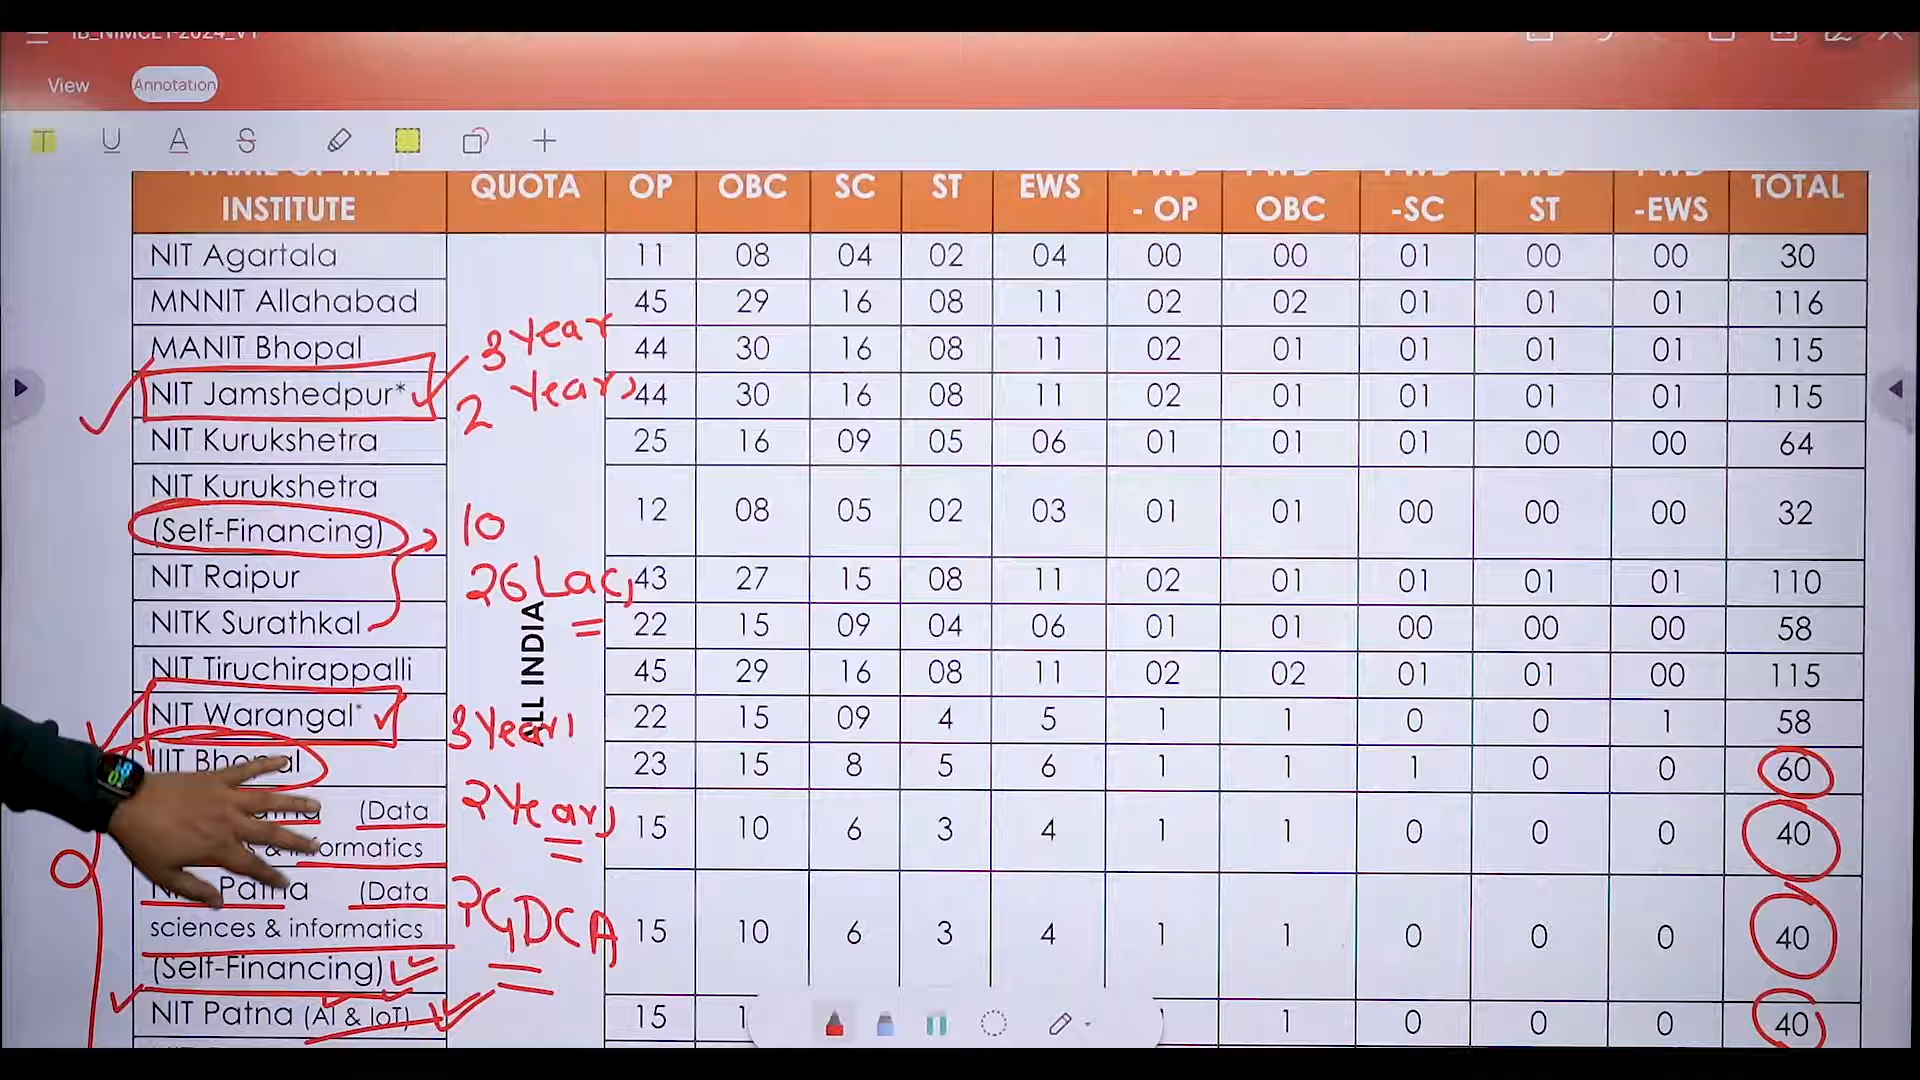 IB_NIMCET-2024_V1
View Annotation
T U A S
INSTITUTE QUOTA OP OBC SC ST EWS - OP OBC -SC ST -EWS TOTAL
NIT Agartala 11 08 04 02 04 00 00 01 00 00 30
MNNIT Allahabad 45 29 16 08 11 02 02 01 01 01 116
MANIT Bhopal 44 30 16 08 11 02 01 01 01 01 115
3 Year
NIT Jamshedpur* 44 30 16 08 11 02 01 01 01 01 115
2 Years
NIT Kurukshetra 25 16 09 05 06 01 01 01 00 00 64
NIT Kurukshetra
(Self-Financing) 12 08 05 02 03 01 01 00 00 00 32
10
NIT Raipur 43 27 15 08 11 02 01 01 01 01 110
26 Lacs
NITK Surathkal 22 15 09 04 06 01 01 00 00 00 58
ALL INDIA
NIT Tiruchirappalli 45 29 16 08 11 02 02 01 01 00 115
NIT Warangal* 22 15 09 4 5 1 1 0 0 1 58
3 Years
IIIT Bhopal 23 15 8 5 6 1 1 1 0 0 60
2 Years
(Data
& informatics 15 10 6 3 4 1 1 0 0 0 40
Patna (Data
sciences & informatics
(Self-Financing) 15 10 6 3 4 1 1 0 0 0 40
PGDCA
NIT Patna (AI & IoT) 15 1 1 0 0 0 40